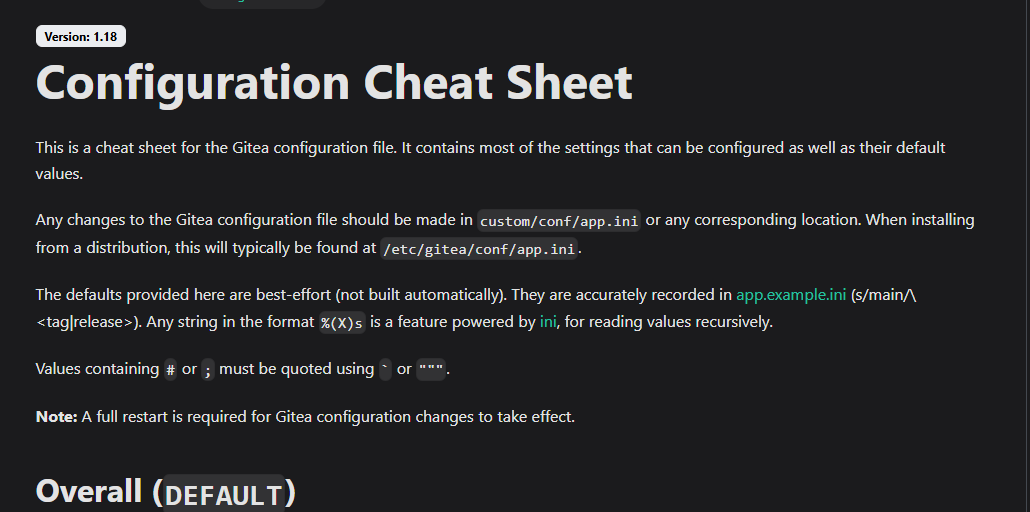 Version: 1.18
Configuration Cheat Sheet
This is a cheat sheet for the Gitea configuration file. It contains most of the settings that can be configured as well as their default
values.
Any changes to the Gitea configuration file should be made in custom/conf/app.ini or any corresponding location. When installing
from a distribution, this will typically be found at /etc/gitea/conf/app.ini.
The defaults provided here are best-effort (not built automatically). They are accurately recorded in app.example.ini (s/main/\
<tag|release>). Any string in the format %(X)s is a feature powered by ini, for reading values recursively.
Values containing # or ; must be quoted using ` or """.
Note: A full restart is required for Gitea configuration changes to take effect.
Overall (DEFAULT)